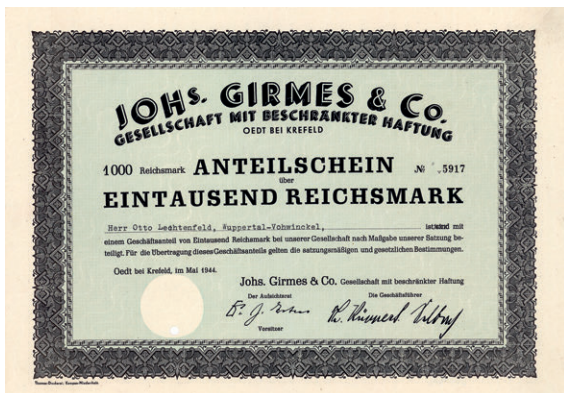 JOHS. GIRMES & Co.
GESELLSCHAFT MIT BESCHRÄNKTER HAFTUNG
OEDT BEI KREFELD
1000 Reichsmark ANTEILSCHEIN № 5917
über
EINTAUSEND REICHSMARK
Herr Otto Lechtenfeld, Wuppertal-Vohwinckel, ist/sind mit
einem Geschäftsanteil von Eintausend Reichsmark bei unserer Gesellschaft nach Maßgabe unserer Satzung be-
teiligt. Für die Übertragung dieses Geschäftsanteils gelten die satzungsmäßigen und gesetzlichen Bestimmungen.
Oedt bei Krefeld, im Mai 1944.
Johs. Girmes & Co. Gesellschaft mit beschränkter Haftung
Der Aufsichtsrat Die Geschäftsführer
Vorsitzer